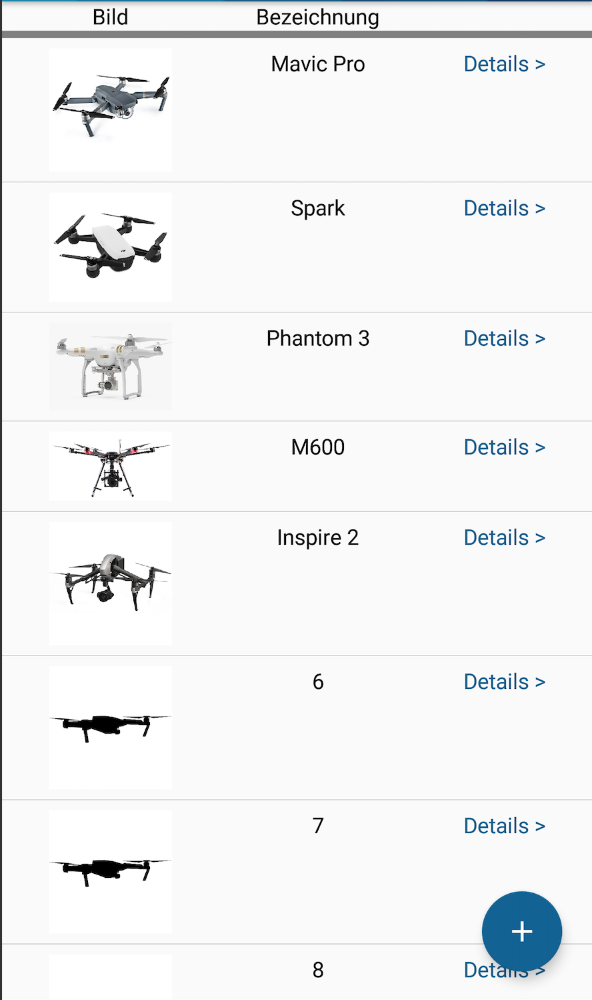 Bild Bezeichnung
Mavic Pro Details >
Spark Details >
Phantom 3 Details >
M600 Details >
Inspire 2 Details >
6 Details >
7 Details >
+
8 Details >